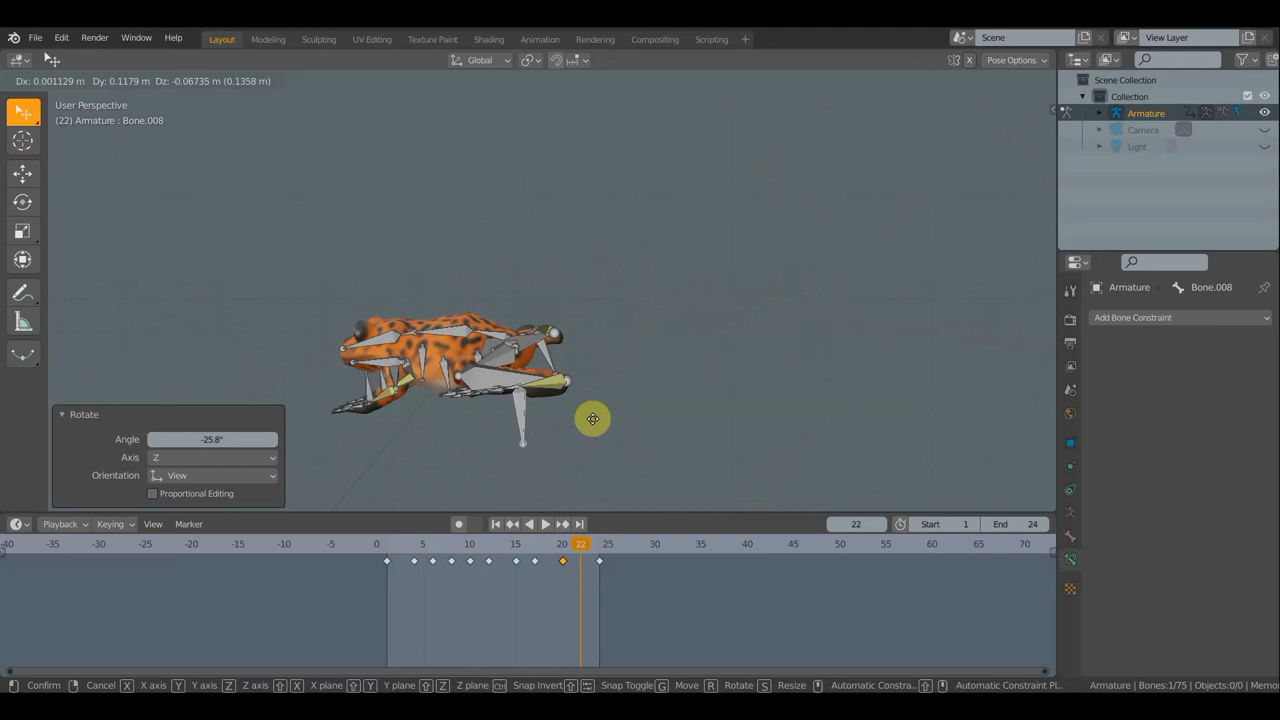 File Edit Render Window Help Layout Modeling Sculpting UV Editing Texture Paint Shading Animation Rendering Compositing Scripting + Scene View Layer
Global Pose Options
Dx: 0.001129 m Dy: 0.1179 m Dz: -0.06735 m (0.1358 m)
User Perspective
(22) Armature : Bone.008
Scene Collection
Collection
Armature
Camera
Light
Armature Bone.008
Add Bone Constraint
Rotate
Angle -25.8°
Axis Z
Orientation View
Proportional Editing
Playback Keying View Marker 22 Start 1 End 24
-40 -35 -30 -25 -20 -15 -10 -5 0 5 10 15 20 22 25 30 35 40 45 50 55 60 65 70
Confirm Cancel X X axis Y Y axis Z Z axis X X plane Y Y plane Z Z plane Ctrl Snap Invert Snap Toggle G Move R Rotate S Resize Automatic Constra... Automatic Constraint Pl... Armature | Bones:1/75 | Objects:0/0 | Memor